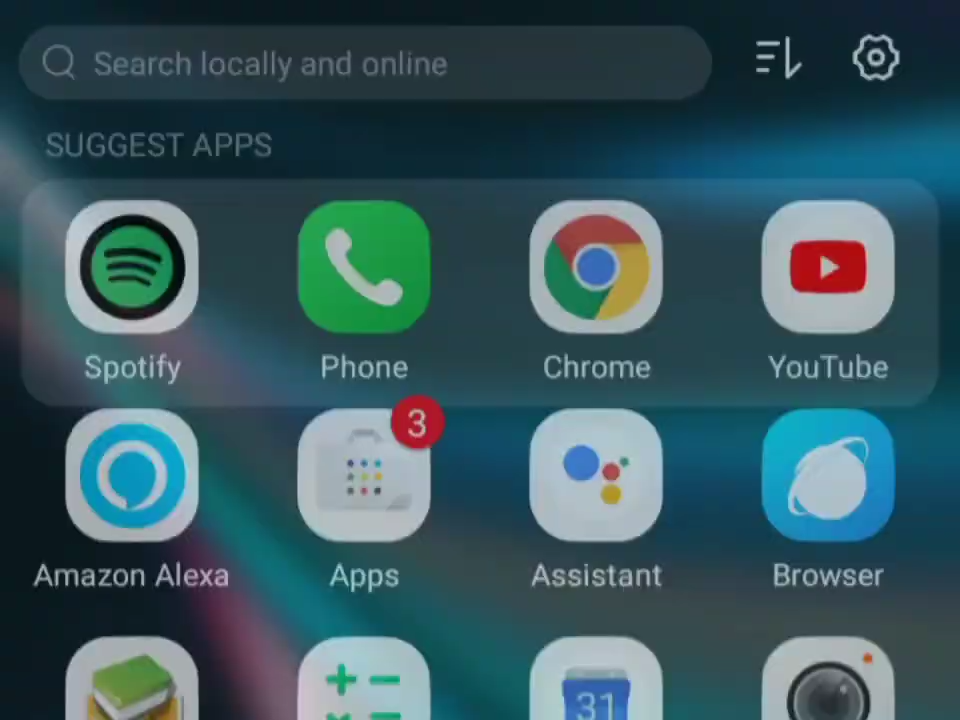 Search locally and online
SUGGEST APPS
Spotify Phone Chrome YouTube
3
Amazon Alexa Apps Assistant Browser
31